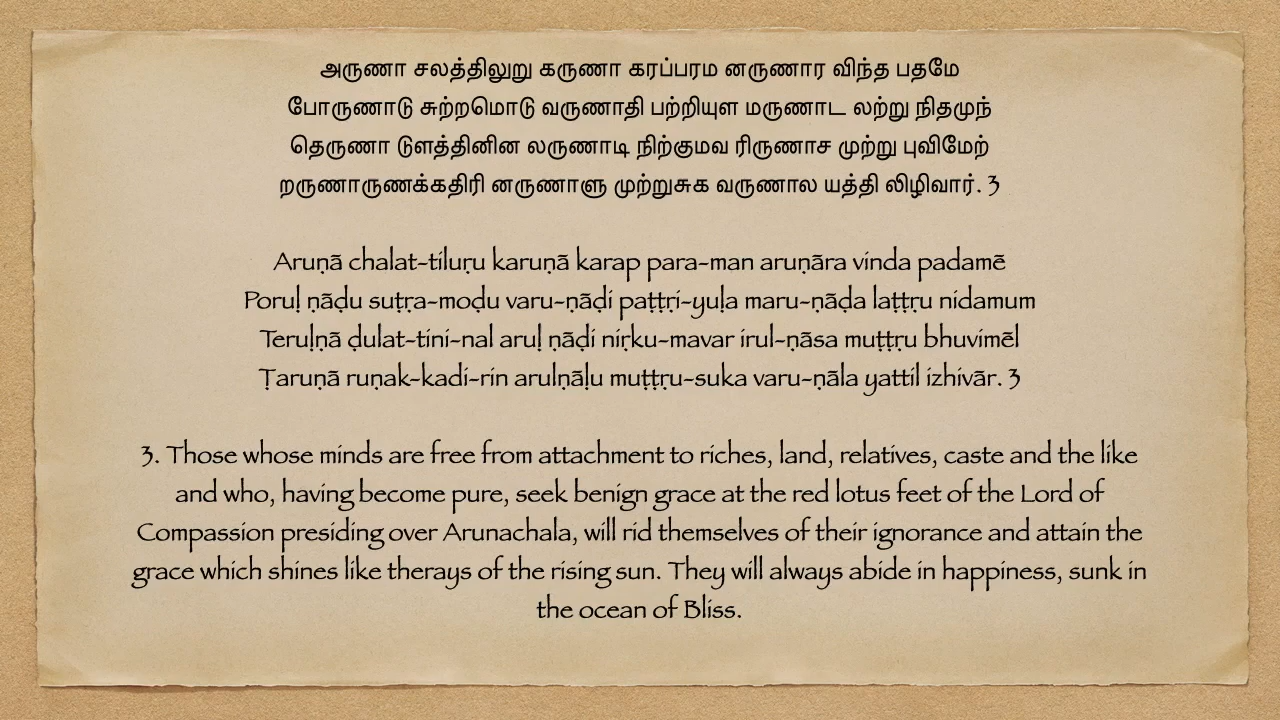 அருணா சலத்திலுறு கருணா கரப்பரம னருணார விந்த பதமே
போருணாடு சுற்றமொடு வருணாதி பற்றியுள மருணாட லற்று நிதமுந்
தெருணா டுளத்தினின லருணாடி நிற்குமவ ரிருணாச முற்று புவிமேற்
றருணாருணக்கதிரி னருணாளு முற்றுசுக வருணால யத்தி லிழிவார். 3
Aruṇā chalat-tiluṛu karuṇā karap para-man aruṇāra vinda padamē
Poruḷ ṇāḍu suṭṛa-moḍu varu-ṇāḍi paṭṭṛi-yuḷa maru-ṇāḍa laṭṭṛu nidamum
Teruḷṇā ḍulat-tini-nal aruḷ ṇāḍi niṛku-mavar irul-ṇāsa muṭṭṛu bhuvimēl
Ṭaruṇā ruṇak-kadi-rin arulṇāḷu muṭṭṛu-suka varu-ṇāla yattil izhivār. 3
3. Those whose minds are free from attachment to riches, land, relatives, caste and the like
and who, having become pure, seek benign grace at the red lotus feet of the Lord of
Compassion presiding over Arunachala, will rid themselves of their ignorance and attain the
grace which shines like therays of the rising sun. They will always abide in happiness, sunk in
the ocean of Bliss.